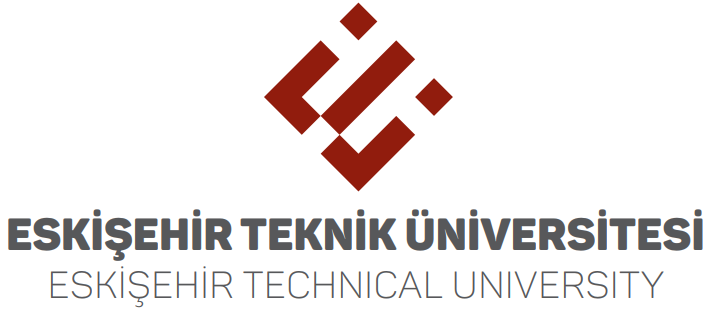 ESKİŞEHİR TEKNİK ÜNİVERSİTESİ
ESKİŞEHİR TECHNICAL UNIVERSITY